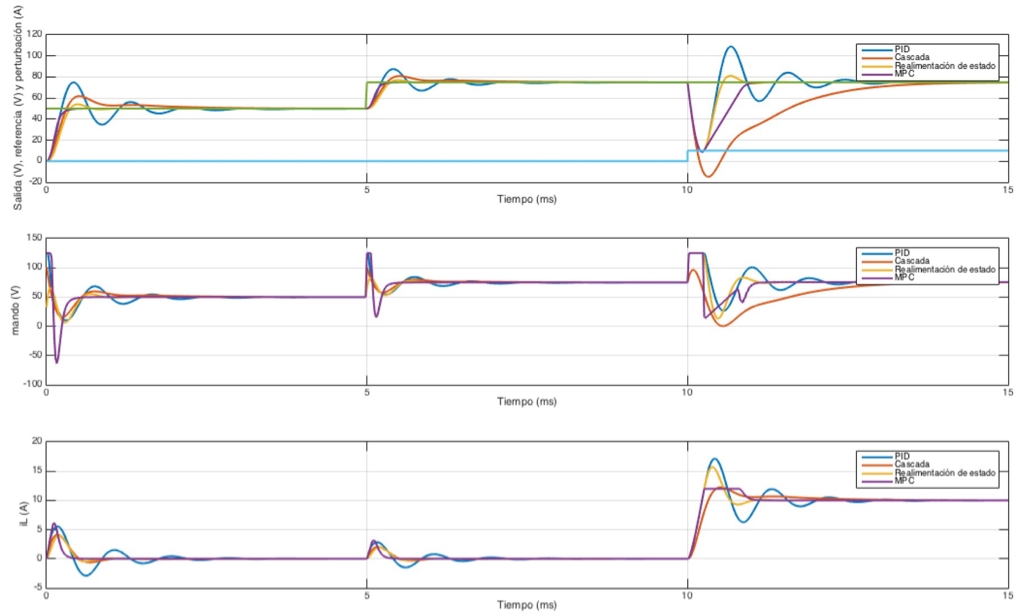 Salida (V), referencia (V) y perturbación (A)
120
100
80
60
40
20
0
-20
PID
Cascada
Realimentación de estado
MPC
0
5
10
15
Tiempo (ms)
mando (V)
150
100
50
0
-50
-100
PID
Cascada
Realimentación de estado
MPC
0
5
10
15
Tiempo (ms)
iL (A)
20
15
10
5
0
-5
PID
Cascada
Realimentación de estado
MPC
0
5
10
15
Tiempo (ms)